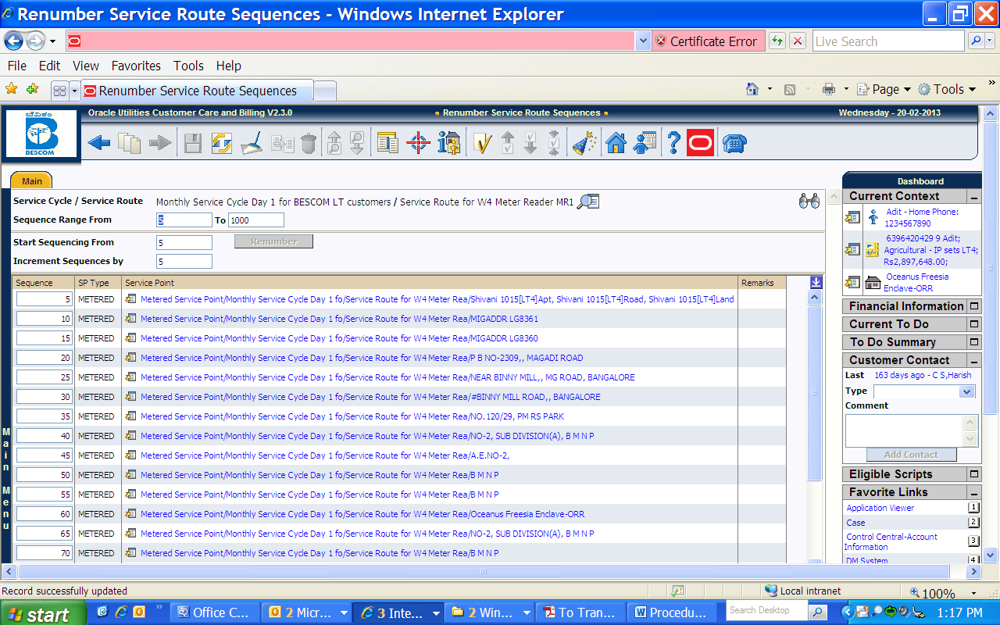 Renumber Service Route Sequences - Windows Internet Explorer
Certificate Error
Live Search
File Edit View Favorites Tools Help
Renumber Service Route Sequences
Page
Tools
Oracle Utilities Customer Care and Billing V2.3.0
Renumber Service Route Sequences
Wednesday - 20-02-2013
ಬೆವಿಕಂ
BESCOM
Main
Service Cycle / Service Route Monthly Service Cycle Day 1 for BESCOM LT customers / Service Route for W4 Meter Reader MR1
Sequence Range From 5 To 1000
Start Sequencing From 5 Renumber
Increment Sequences by 5
Sequence SP Type Service Point Remarks
5 METERED Metered Service Point/Monthly Service Cycle Day 1 fo/Service Route for W4 Meter Rea/Shivani 1015[LT4]Apt, Shivani 1015[LT4]Road, Shivani 1015[LT4]Land
10 METERED Metered Service Point/Monthly Service Cycle Day 1 fo/Service Route for W4 Meter Rea/MIGADDR LG8361
15 METERED Metered Service Point/Monthly Service Cycle Day 1 fo/Service Route for W4 Meter Rea/MIGADDR LG8360
20 METERED Metered Service Point/Monthly Service Cycle Day 1 fo/Service Route for W4 Meter Rea/P B NO-2309,, MAGADI ROAD
25 METERED Metered Service Point/Monthly Service Cycle Day 1 fo/Service Route for W4 Meter Rea/NEAR BINNY MILL,, MG ROAD, BANGALORE
30 METERED Metered Service Point/Monthly Service Cycle Day 1 fo/Service Route for W4 Meter Rea/#BINNY MILL ROAD,, BANGALORE
35 METERED Metered Service Point/Monthly Service Cycle Day 1 fo/Service Route for W4 Meter Rea/NO.120/29, PM RS PARK
40 METERED Metered Service Point/Monthly Service Cycle Day 1 fo/Service Route for W4 Meter Rea/NO-2, SUB DIVISION(A), B M N P
45 METERED Metered Service Point/Monthly Service Cycle Day 1 fo/Service Route for W4 Meter Rea/A.E.NO-2,
50 METERED Metered Service Point/Monthly Service Cycle Day 1 fo/Service Route for W4 Meter Rea/B M N P
55 METERED Metered Service Point/Monthly Service Cycle Day 1 fo/Service Route for W4 Meter Rea/B M N P
60 METERED Metered Service Point/Monthly Service Cycle Day 1 fo/Service Route for W4 Meter Rea/Oceanus Freesia Enclave-ORR
65 METERED Metered Service Point/Monthly Service Cycle Day 1 fo/Service Route for W4 Meter Rea/NO-2, SUB DIVISION(A), B M N P
70 METERED Metered Service Point/Monthly Service Cycle Day 1 fo/Service Route for W4 Meter Rea/B M N P
Main Menu
Dashboard
Current Context
Adit - Home Phone:
1234567890
6396420429 9 Adit;
Agricultural - IP sets LT4;
Rs2,897,648.00;
Oceanus Freesia
Enclave-ORR
Financial Information
Current To Do
To Do Summary
Customer Contact
Last 163 days ago - C S,Harish
Type
Comment
Add Contact
Eligible Scripts
Favorite Links
Application Viewer 1
Case 2
Control Central-Account
Information 3
DM System 4
Record successfully updated
Local intranet
100%
start
Office C...
2 Micr...
3 Inte...
2 Win...
To Tran...
Procedu...
Search Desktop
1:17 PM